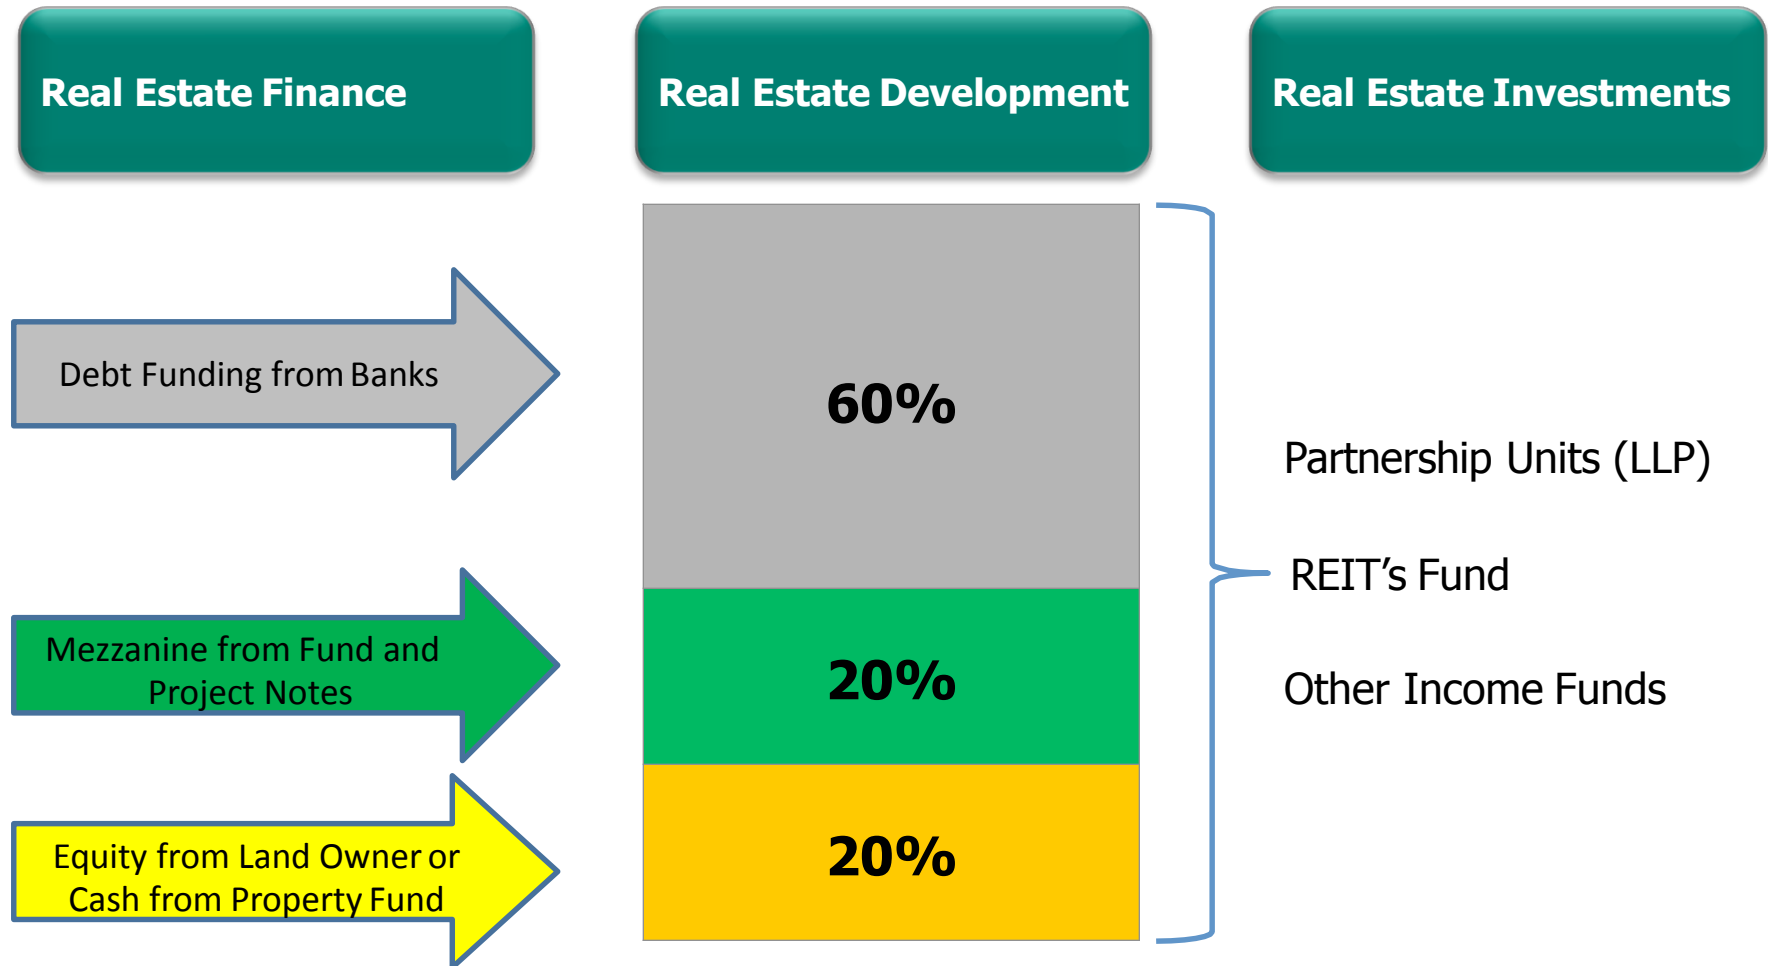 Real Estate Finance
Real Estate Development
Real Estate Investments
Debt Funding from Banks
60%
Mezzanine from Fund and
Project Notes
20%
Equity from Land Owner or
Cash from Property Fund
20%
Partnership Units (LLP)
REIT’s Fund
Other Income Funds